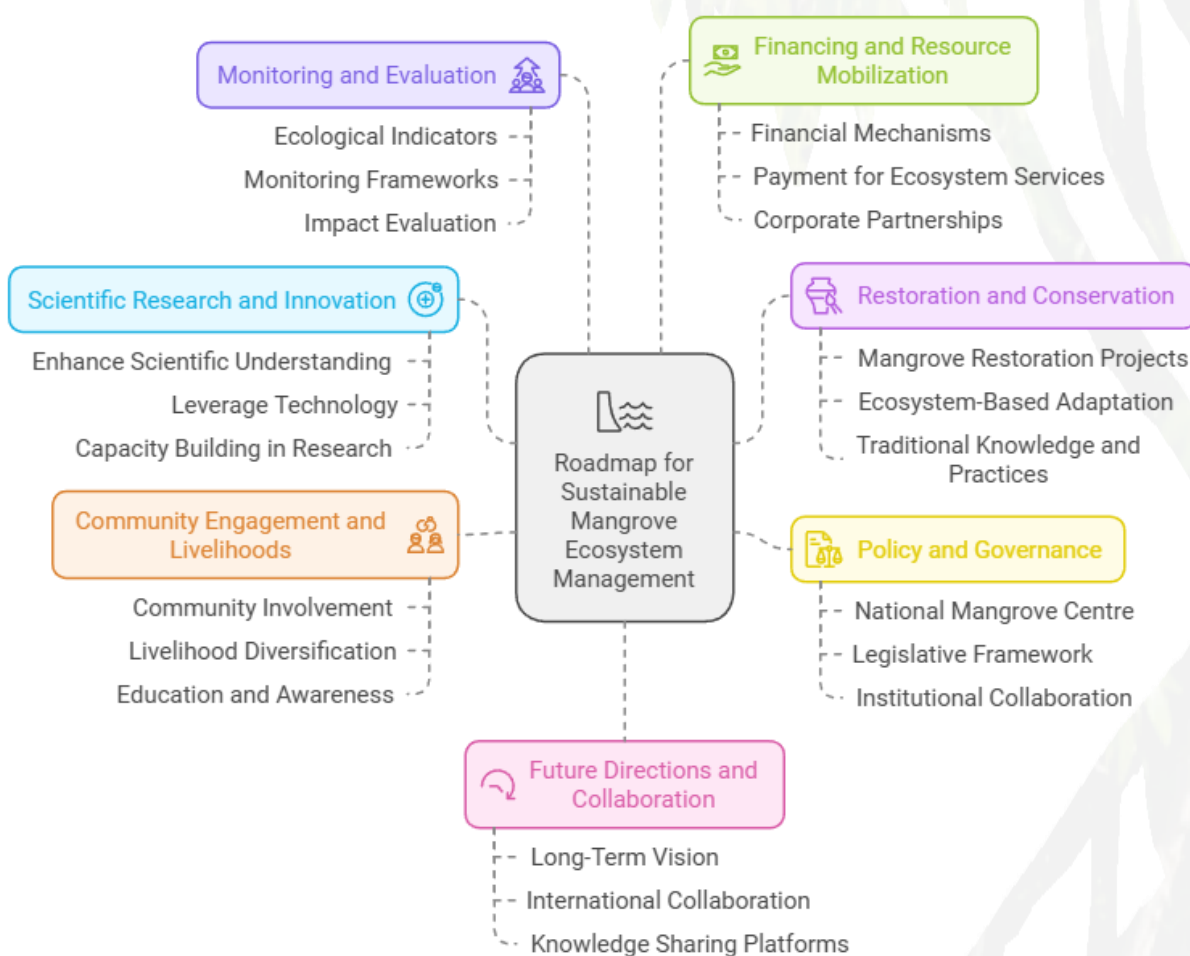 Monitoring and Evaluation
Ecological Indicators
Monitoring Frameworks
Impact Evaluation
Financing and Resource
Mobilization
Financial Mechanisms
Payment for Ecosystem Services
Corporate Partnerships
Scientific Research and Innovation
Enhance Scientific Understanding
Leverage Technology
Capacity Building in Research
Restoration and Conservation
Mangrove Restoration Projects
Ecosystem-Based Adaptation
Traditional Knowledge and
Practices
Roadmap for
Sustainable
Mangrove
Ecosystem
Management
Community Engagement and
Livelihoods
Community Involvement
Livelihood Diversification
Education and Awareness
Policy and Governance
National Mangrove Centre
Legislative Framework
Institutional Collaboration
Future Directions and
Collaboration
Long-Term Vision
International Collaboration
Knowledge Sharing Platforms